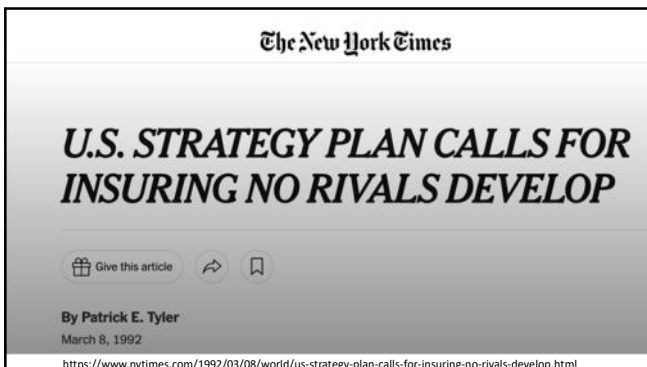 The New York Times
U.S. STRATEGY PLAN CALLS FOR
INSURING NO RIVALS DEVELOP
Give this article
By Patrick E. Tyler
March 8, 1992
https://www.nytimes.com/1992/03/08/world/us-strategy-plan-calls-for-insuring-no-rivals-develop.html